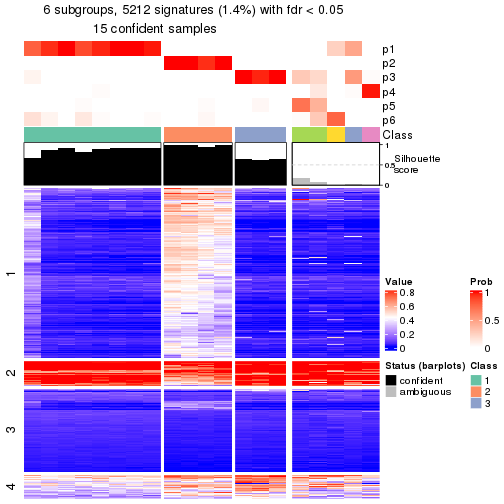 6 subgroups, 5212 signatures (1.4%) with fdr < 0.05
15 confident samples
p1
p2
p3
p4
p5
p6
Class
1
0.5
0
Silhouette
score
1
2
3
4
Value
0.8
0.6
0.4
0.2
0
Prob
1
0.5
0
Status (barplots)
confident
ambiguous
Class
1
2
3